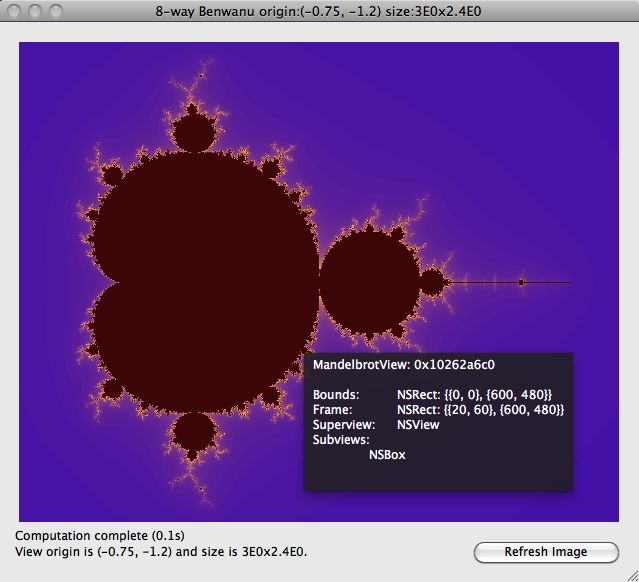 8-way Benwanu origin:(-0.75, -1.2) size:3E0x2.4E0
MandelbrotView: 0x10262a6c0
Bounds: NSRect: {{0, 0}, {600, 480}}
Frame: NSRect: {{20, 60}, {600, 480}}
Superview: NSView
Subviews:
NSBox
Computation complete (0.1s)
View origin is (-0.75, -1.2) and size is 3E0x2.4E0.
Refresh Image